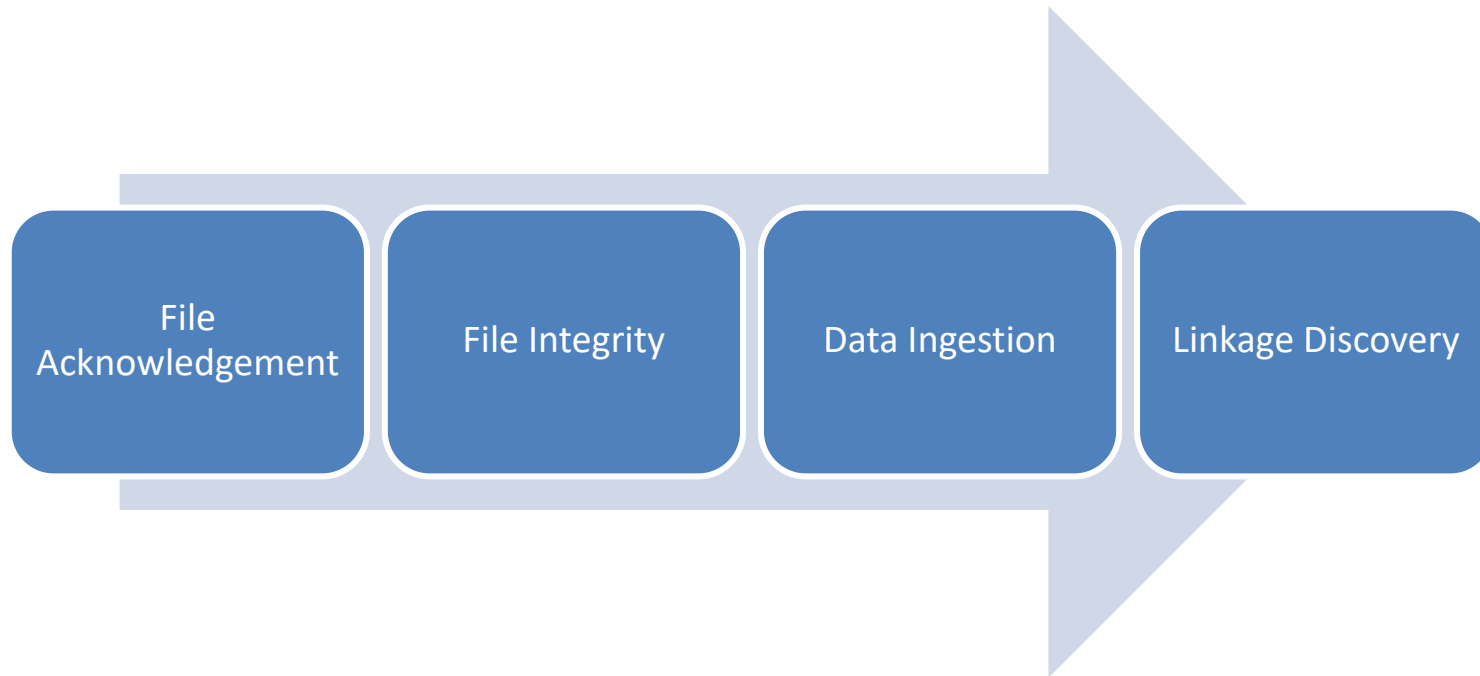 File
Acknowledgement
File Integrity
Data Ingestion
Linkage Discovery